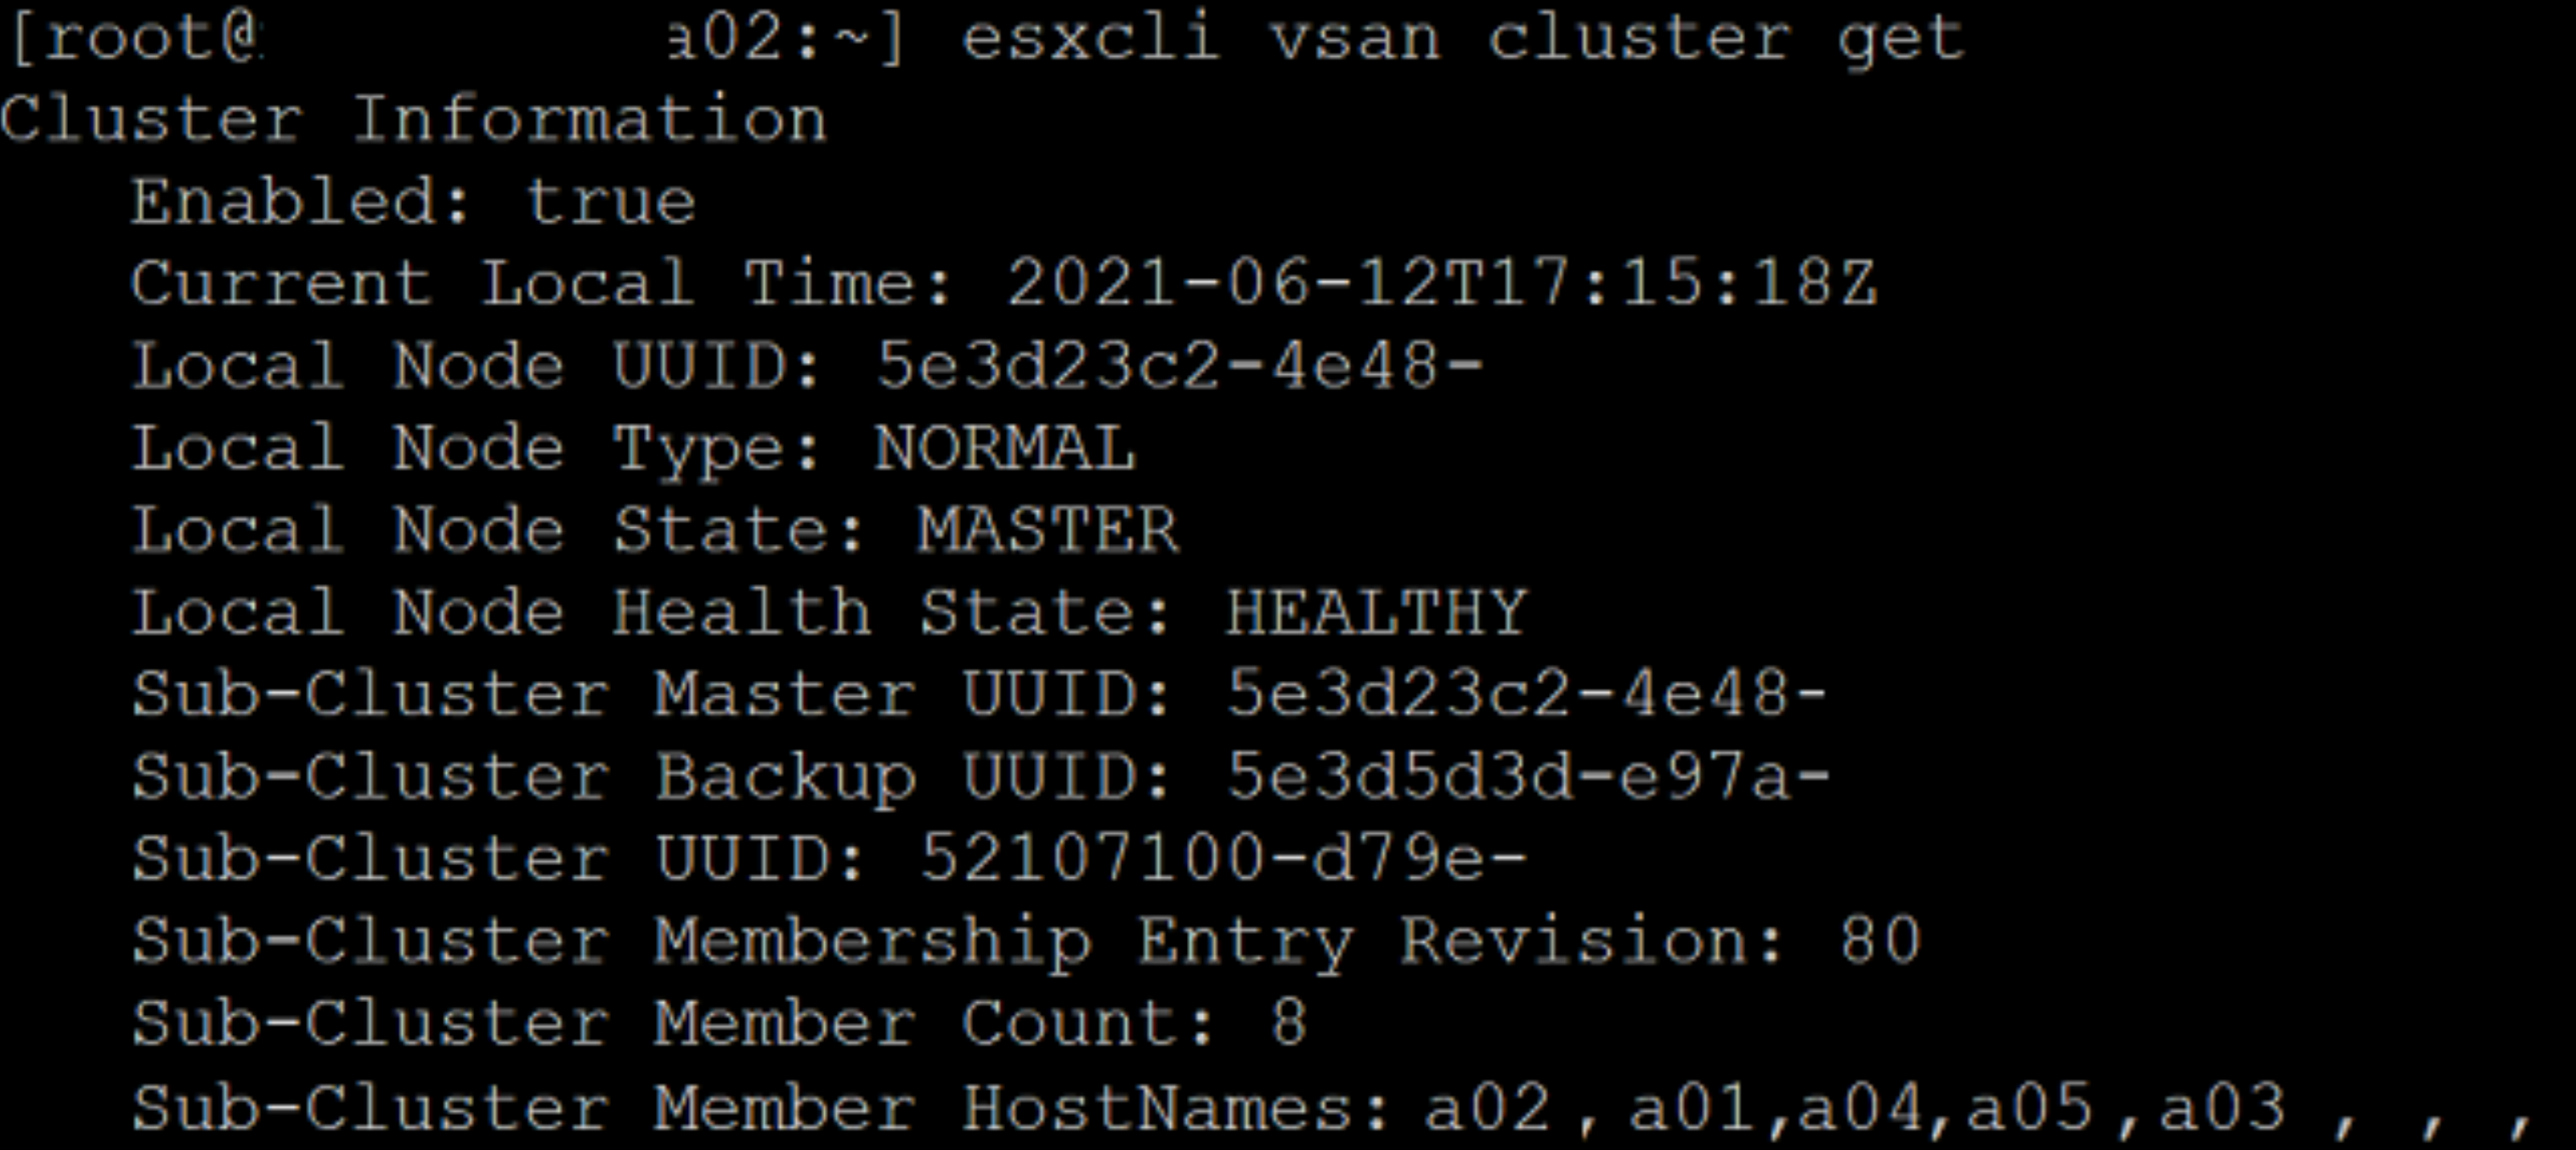 [root@ a02:~] esxcli vsan cluster get
Cluster Information
Enabled: true
Current Local Time: 2021-06-12T17:15:18Z
Local Node UUID: 5e3d23c2-4e48-
Local Node Type: NORMAL
Local Node State: MASTER
Local Node Health State: HEALTHY
Sub-Cluster Master UUID: 5e3d23c2-4e48-
Sub-Cluster Backup UUID: 5e3d5d3d-e97a-
Sub-Cluster UUID: 52107100-d79e-
Sub-Cluster Membership Entry Revision: 80
Sub-Cluster Member Count: 8
Sub-Cluster Member HostNames: a02 , a01,a04,a05 ,a03 , , ,